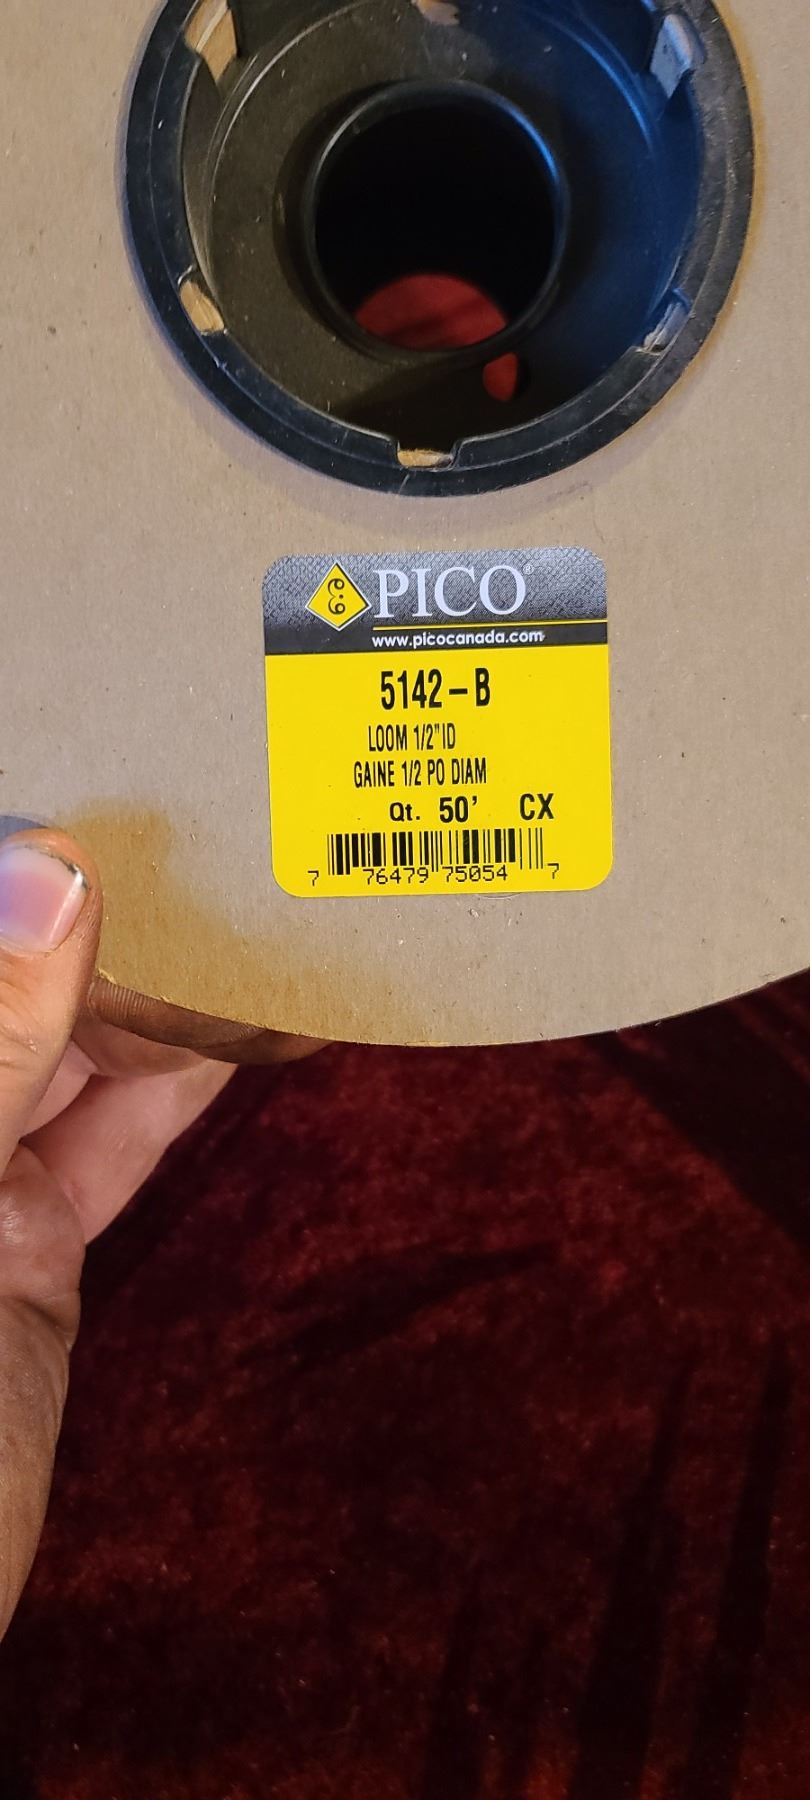 PICO®
www.picocanada.com
5142-B
LOOM 1/2"ID
GAINE 1/2 PO DIAM
Qt. 50' CX
7 76479 75054 7